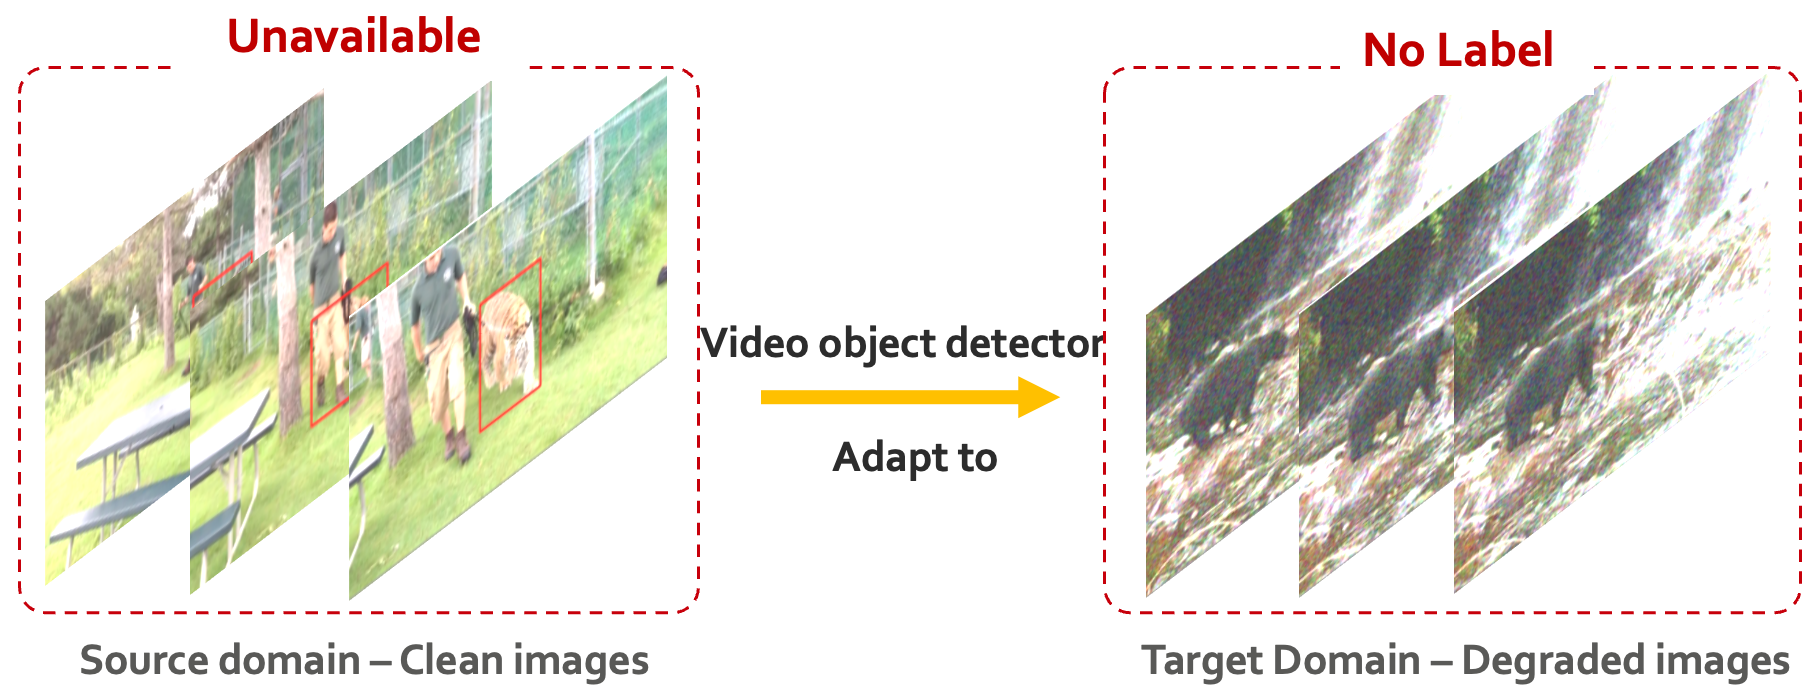 Unavailable
No Label
Video object detector
Adapt to
Source domain – Clean images
Target Domain – Degraded images